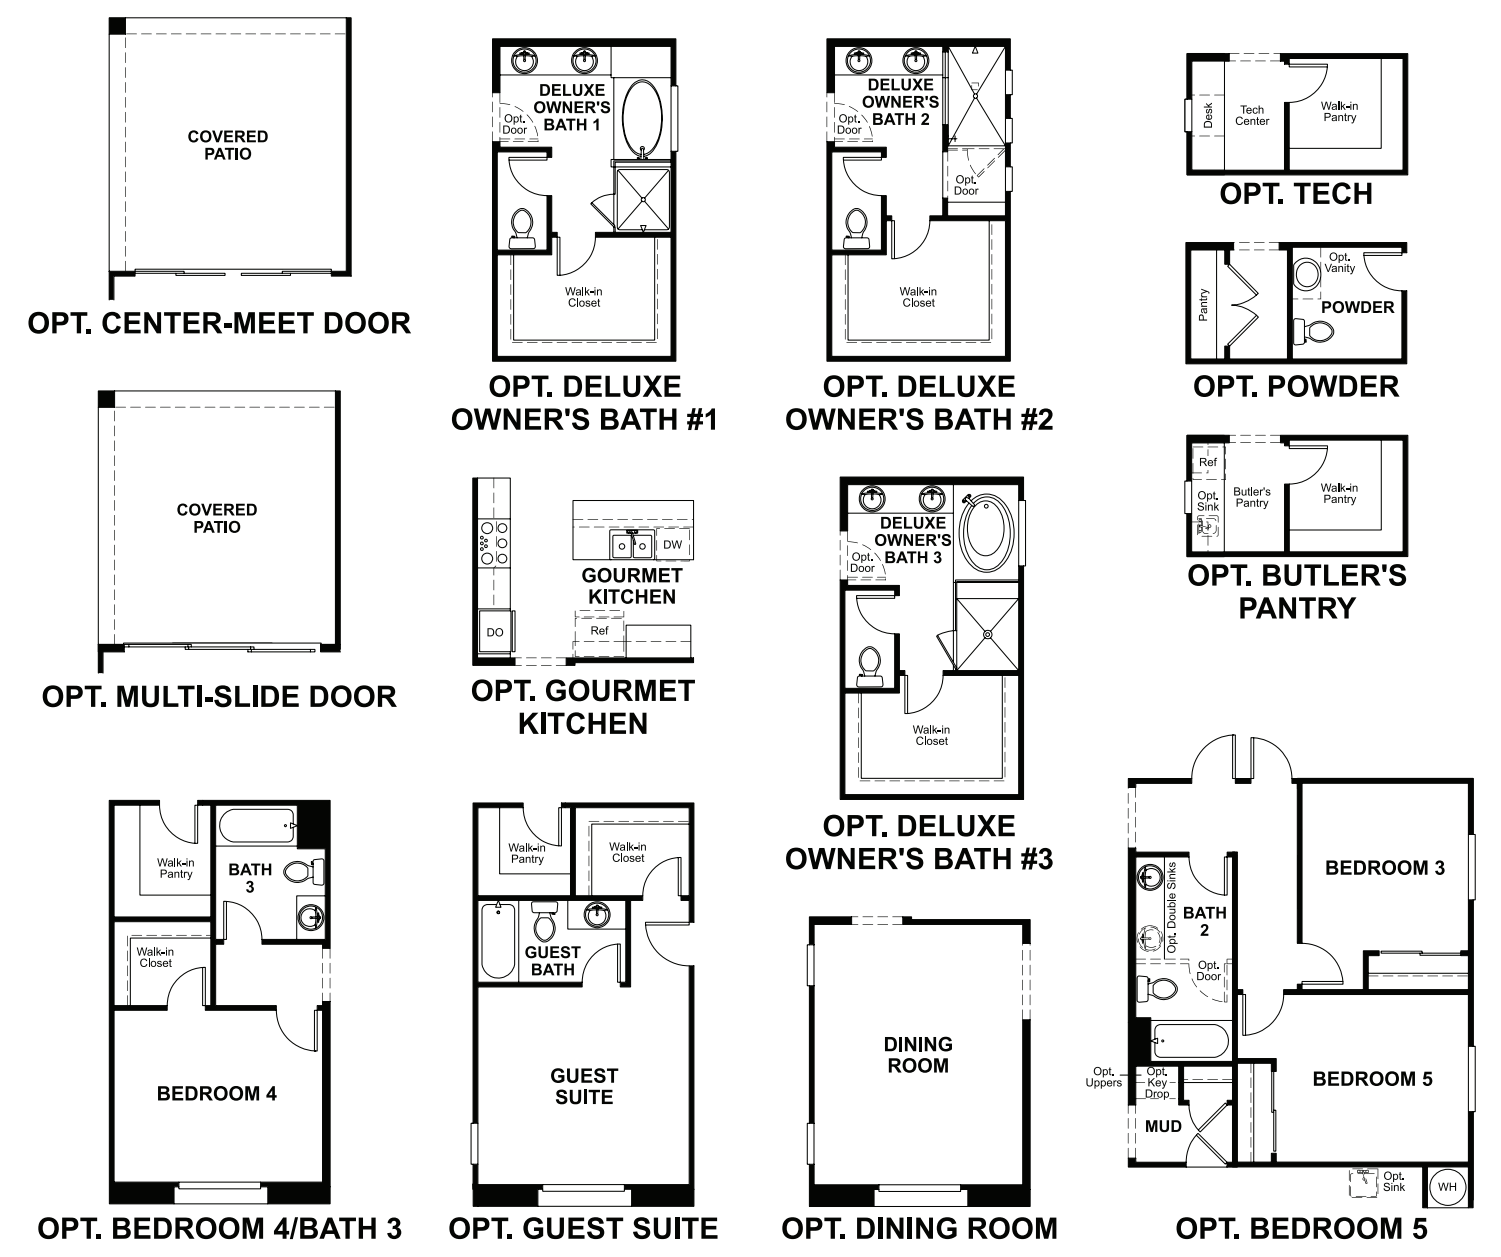 COVERED
PATIO
OPT. CENTER-MEET DOOR
DELUXE
OWNER'S
BATH 1
Opt.
Door
Walk-in
Closet
OPT. DELUXE
OWNER'S BATH #1
DELUXE
OWNER'S
BATH 2
Opt.
Door
Opt.
Door
Walk-in
Closet
OPT. DELUXE
OWNER'S BATH #2
Desk
Tech
Center
Walk-in
Pantry
OPT. TECH
Pantry
Opt.
Vanity
POWDER
OPT. POWDER
COVERED
PATIO
OPT. MULTI-SLIDE DOOR
DW
GOURMET
KITCHEN
DO
Ref
OPT. GOURMET
KITCHEN
DELUXE
OWNER'S
BATH 3
Opt.
Door
Walk-in
Closet
OPT. DELUXE
OWNER'S BATH #3
Ref
Opt.
Sink
Butler's
Pantry
Walk-in
Pantry
OPT. BUTLER'S
PANTRY
Walk-in
Pantry
BATH
3
Walk-in
Closet
BEDROOM 4
OPT. BEDROOM 4/BATH 3
Walk-in
Pantry
Walk-in
Closet
GUEST
BATH
GUEST
SUITE
OPT. GUEST SUITE
DINING
ROOM
OPT. DINING ROOM
BEDROOM 3
Opt. Double Sinks
BATH
2
Opt.
Door
BEDROOM 5
Opt.
Uppers
Opt.
Key
Drop
MUD
Opt.
Sink
WH
OPT. BEDROOM 5